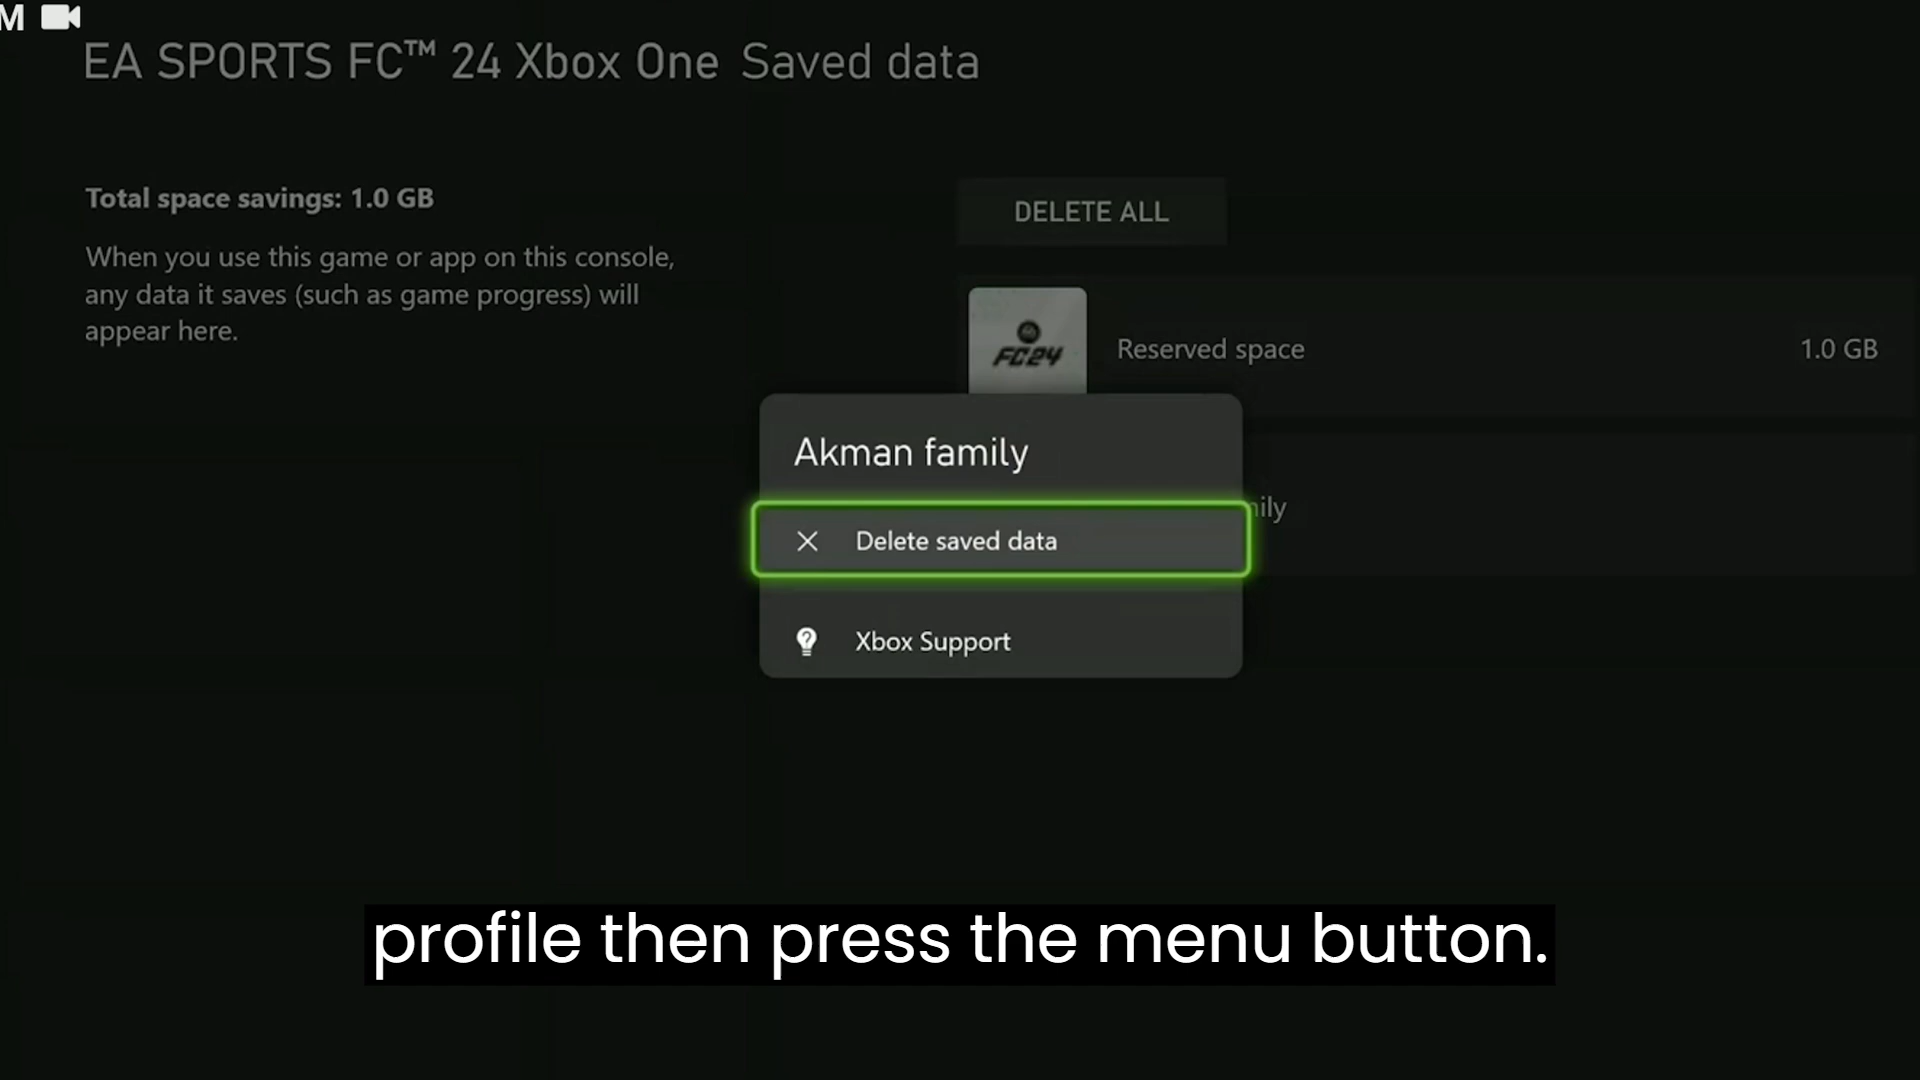 M
EA SPORTS FC™ 24 Xbox One Saved data
Total space savings: 1.0 GB
When you use this game or app on this console,
any data it saves (such as game progress) will
appear here.
DELETE ALL
FC24
Reserved space
1.0 GB
Akman family
Delete saved data
Xbox Support
profile then press the menu button.